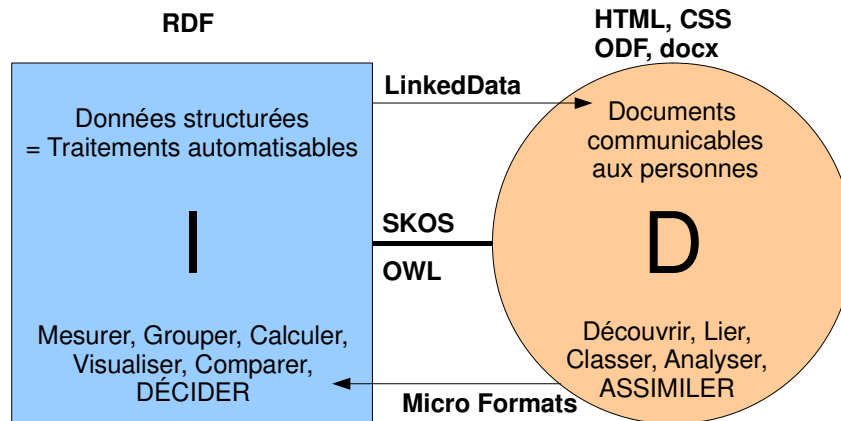 RDF
HTML, CSS
ODF, docx
LinkedData
Données structurées
= Traitements automatisables
Documents
communicables
aux personnes
I
SKOS
OWL
D
Mesurer, Grouper, Calculer,
Visualiser, Comparer,
DÉCIDER
Découvrir, Lier,
Classer, Analyser,
ASSIMILER
Micro Formats